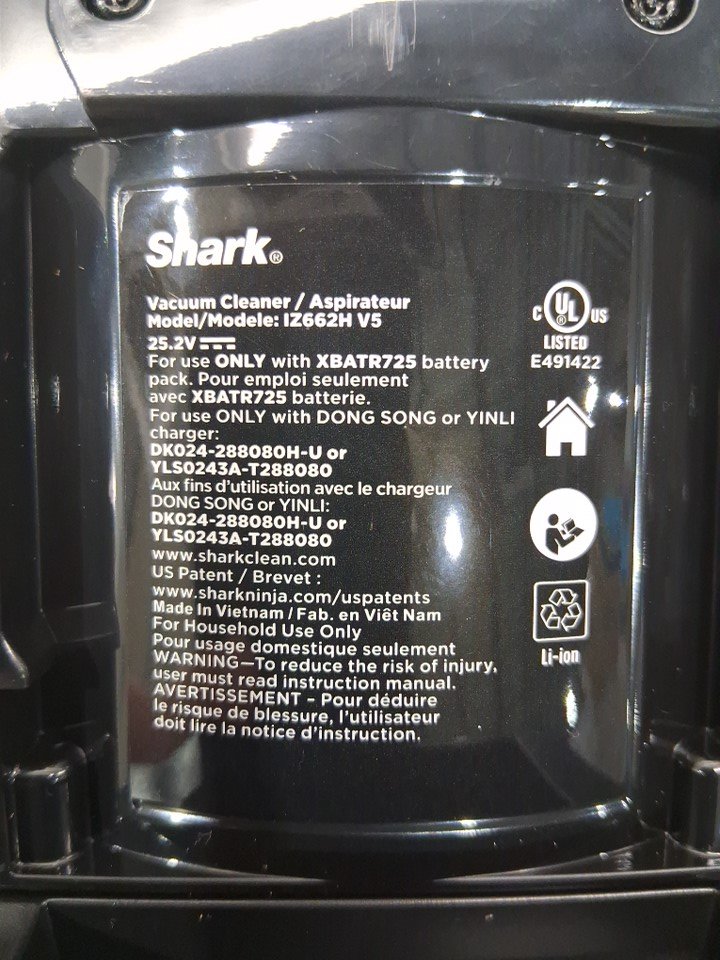 Shark®
Vacuum Cleaner / Aspirateur
Model/Modele: IZ662H V5
25.2V
For use ONLY with XBATR725 battery
pack. Pour emploi seulement
avec XBATR725 batterie.
For use ONLY with DONG SONG or YINLI
charger:
DK024-288080H-U or
YLS0243A-T288080
Aux fins d'utilisation avec le chargeur
DONG SONG or YINLI:
DK024-288080H-U or
YLS0243A-T288080
www.sharkclean.com
US Patent / Brevet :
www.sharkninja.com/uspatents
Made In Vietnam / Fab. en Viêt Nam
For Household Use Only
Pour usage domestique seulement
WARNING—To reduce the risk of injury,
user must read instruction manual.
AVERTISSEMENT - Pour déduire
le risque de blessure, l'utilisateur
doit lire la notice d'instruction.
C UL® US
LISTED
E491422
Li-ion